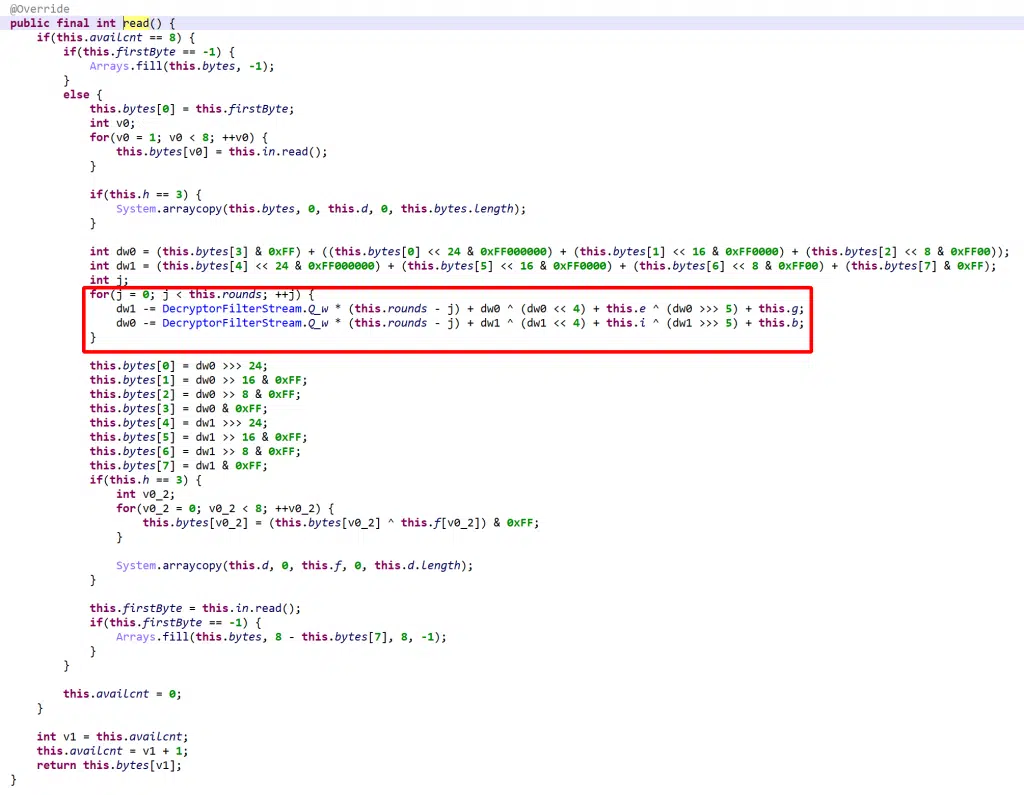 @Override
public final int read() {
    if(this.availcnt == 8) {
        if(this.firstByte == -1) {
            Arrays.fill(this.bytes, -1);
        }
        else {
            this.bytes[0] = this.firstByte;
            int v0;
            for(v0 = 1; v0 < 8; ++v0) {
                this.bytes[v0] = this.in.read();
            }

            if(this.h == 3) {
                System.arraycopy(this.bytes, 0, this.d, 0, this.bytes.length);
            }

            int dw0 = (this.bytes[3] & 0xFF) + ((this.bytes[0] << 24 & 0xFF000000) + (this.bytes[1] << 16 & 0xFF0000) + (this.bytes[2] << 8 & 0xFF00));
            int dw1 = (this.bytes[4] << 24 & 0xFF000000) + (this.bytes[5] << 16 & 0xFF0000) + (this.bytes[6] << 8 & 0xFF00) + (this.bytes[7] & 0xFF);
            int j;
            for(j = 0; j < this.rounds; ++j) {
                dw1 -= DecryptorFilterStream.Q_w * (this.rounds - j) + dw0 ^ (dw0 << 4) + this.e ^ (dw0 >>> 5) + this.g;
                dw0 -= DecryptorFilterStream.Q_w * (this.rounds - j) + dw1 ^ (dw1 << 4) + this.i ^ (dw1 >>> 5) + this.b;
            }

            this.bytes[0] = dw0 >>> 24;
            this.bytes[1] = dw0 >> 16 & 0xFF;
            this.bytes[2] = dw0 >> 8 & 0xFF;
            this.bytes[3] = dw0 & 0xFF;
            this.bytes[4] = dw1 >>> 24;
            this.bytes[5] = dw1 >> 16 & 0xFF;
            this.bytes[6] = dw1 >> 8 & 0xFF;
            this.bytes[7] = dw1 & 0xFF;
            if(this.h == 3) {
                int v0_2;
                for(v0_2 = 0; v0_2 < 8; ++v0_2) {
                    this.bytes[v0_2] = (this.bytes[v0_2] ^ this.f[v0_2]) & 0xFF;
                }

                System.arraycopy(this.d, 0, this.f, 0, this.d.length);
            }

            this.firstByte = this.in.read();
            if(this.firstByte == -1) {
                Arrays.fill(this.bytes, 8 - this.bytes[7], 8, -1);
            }
        }

        this.availcnt = 0;
    }

    int v1 = this.availcnt;
    this.availcnt = v1 + 1;
    return this.bytes[v1];
}